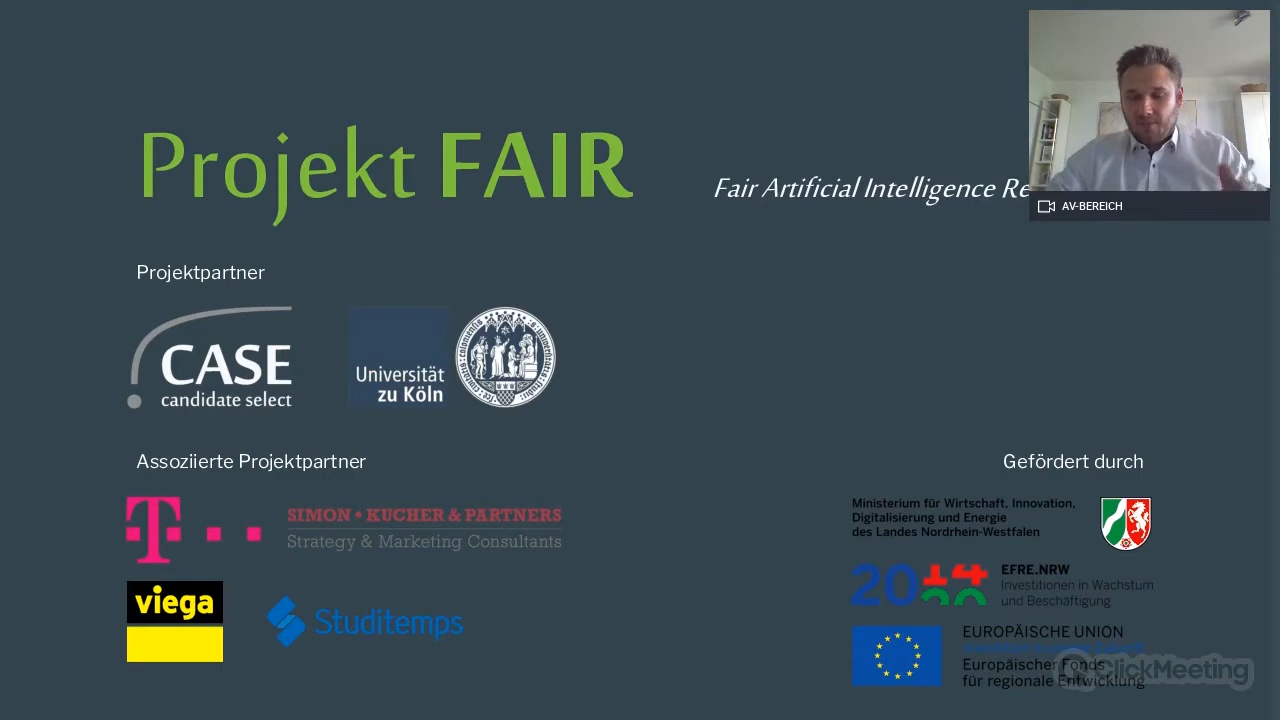 Projekt FAIR
Fair Artificial Intelligence
AV-BEREICH
Projektpartner
CASE
candidate select
Universität
zu Köln
Assoziierte Projektpartner
Gefördert durch
T
SIMON • KUCHER & PARTNERS
Strategy & Marketing Consultants
viega
Studitemps
Ministerium für Wirtschaft, Innovation,
Digitalisierung und Energie
des Landes Nordrhein-Westfalen
EFRE.NRW
Investitionen in Wachstum
und Beschäftigung
EUROPÄISCHE UNION
Europäischer Fonds
für regionale Entwicklung
ClickMeeting